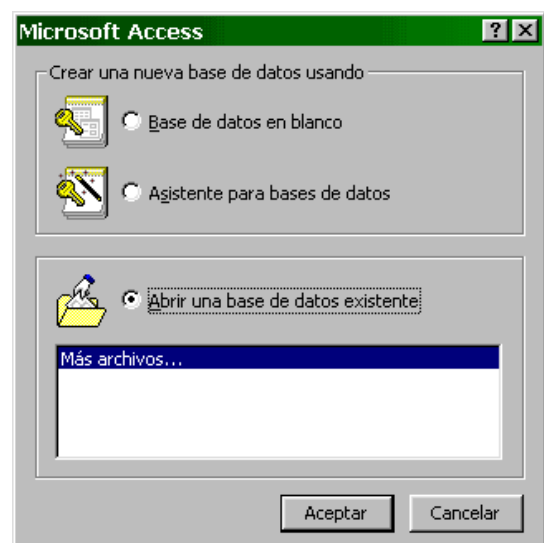 Microsoft Access
Crear una nueva base de datos usando
Base de datos en blanco
Asistente para bases de datos
Abrir una base de datos existente
Más archivos...
Aceptar Cancelar